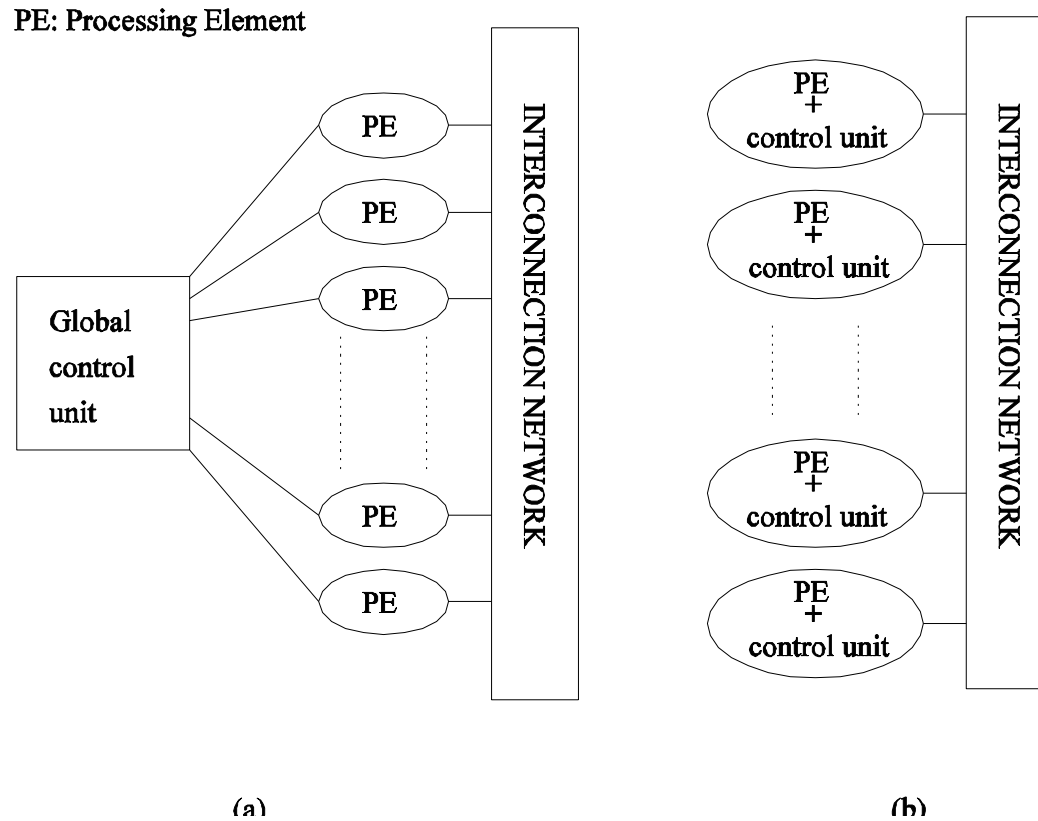 PE: Processing Element
Global
control
unit
PE
PE
PE
PE
PE
INTERCONNECTION NETWORK
(a)
PE
+
control unit
PE
+
control unit
PE
+
control unit
PE
+
control unit
INTERCONNECTION NETWORK
(b)